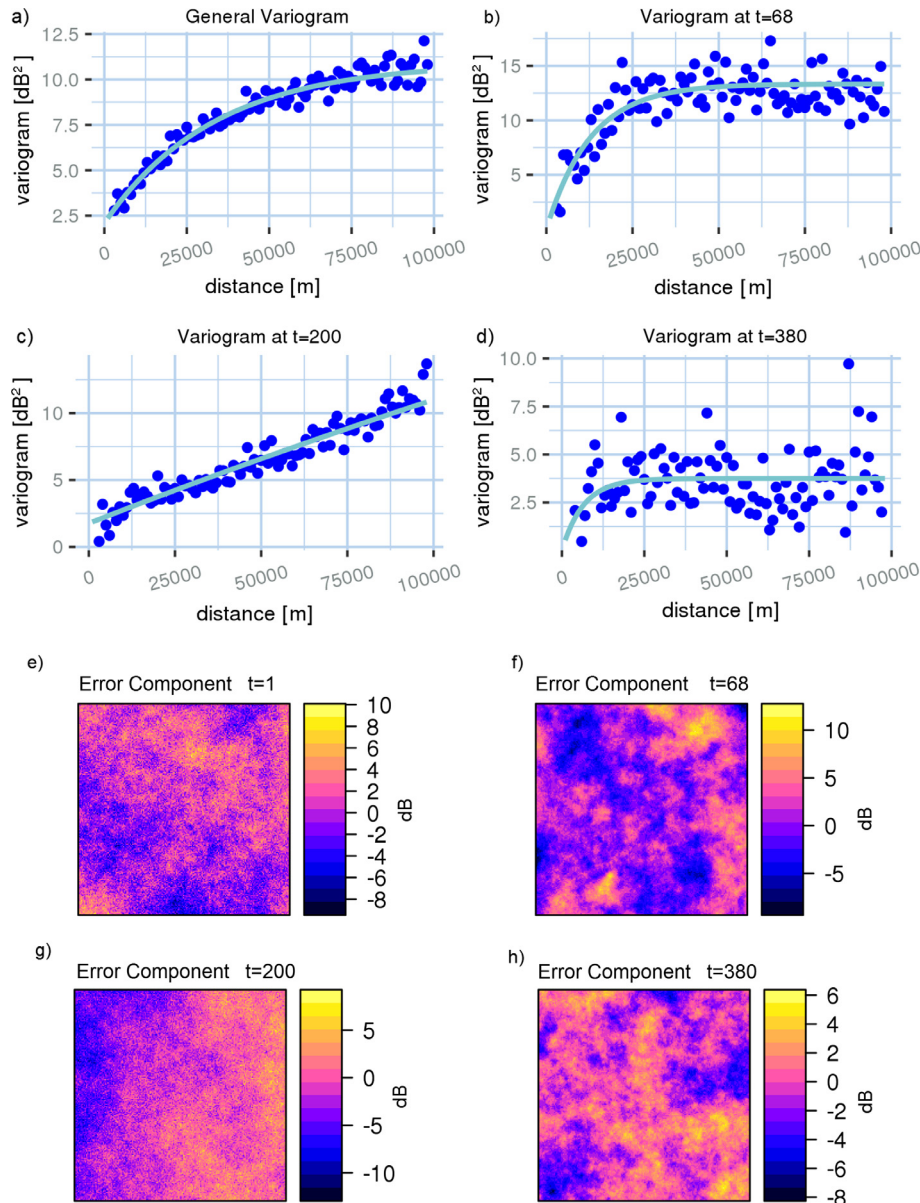 a)
General Variogram
variogram [dB²]
12.5
10.0
7.5
5.0
2.5
0
25000
50000
75000
100000
distance [m]
b)
Variogram at t=68
variogram [dB²]
15
10
5
0
25000
50000
75000
100000
distance [m]
c)
Variogram at t=200
variogram [dB²]
10
5
0
0
25000
50000
75000
100000
distance [m]
d)
Variogram at t=380
variogram [dB²]
10.0
7.5
5.0
2.5
0
25000
50000
75000
100000
distance [m]
e)
Error Component t=1
10
8
6
4
2
0
-2
-4
-6
-8
dB
f)
Error Component t=68
10
5
0
-5
dB
g)
Error Component t=200
5
0
-5
-10
dB
h)
Error Component t=380
6
4
2
0
-2
-4
-6
-8
dB